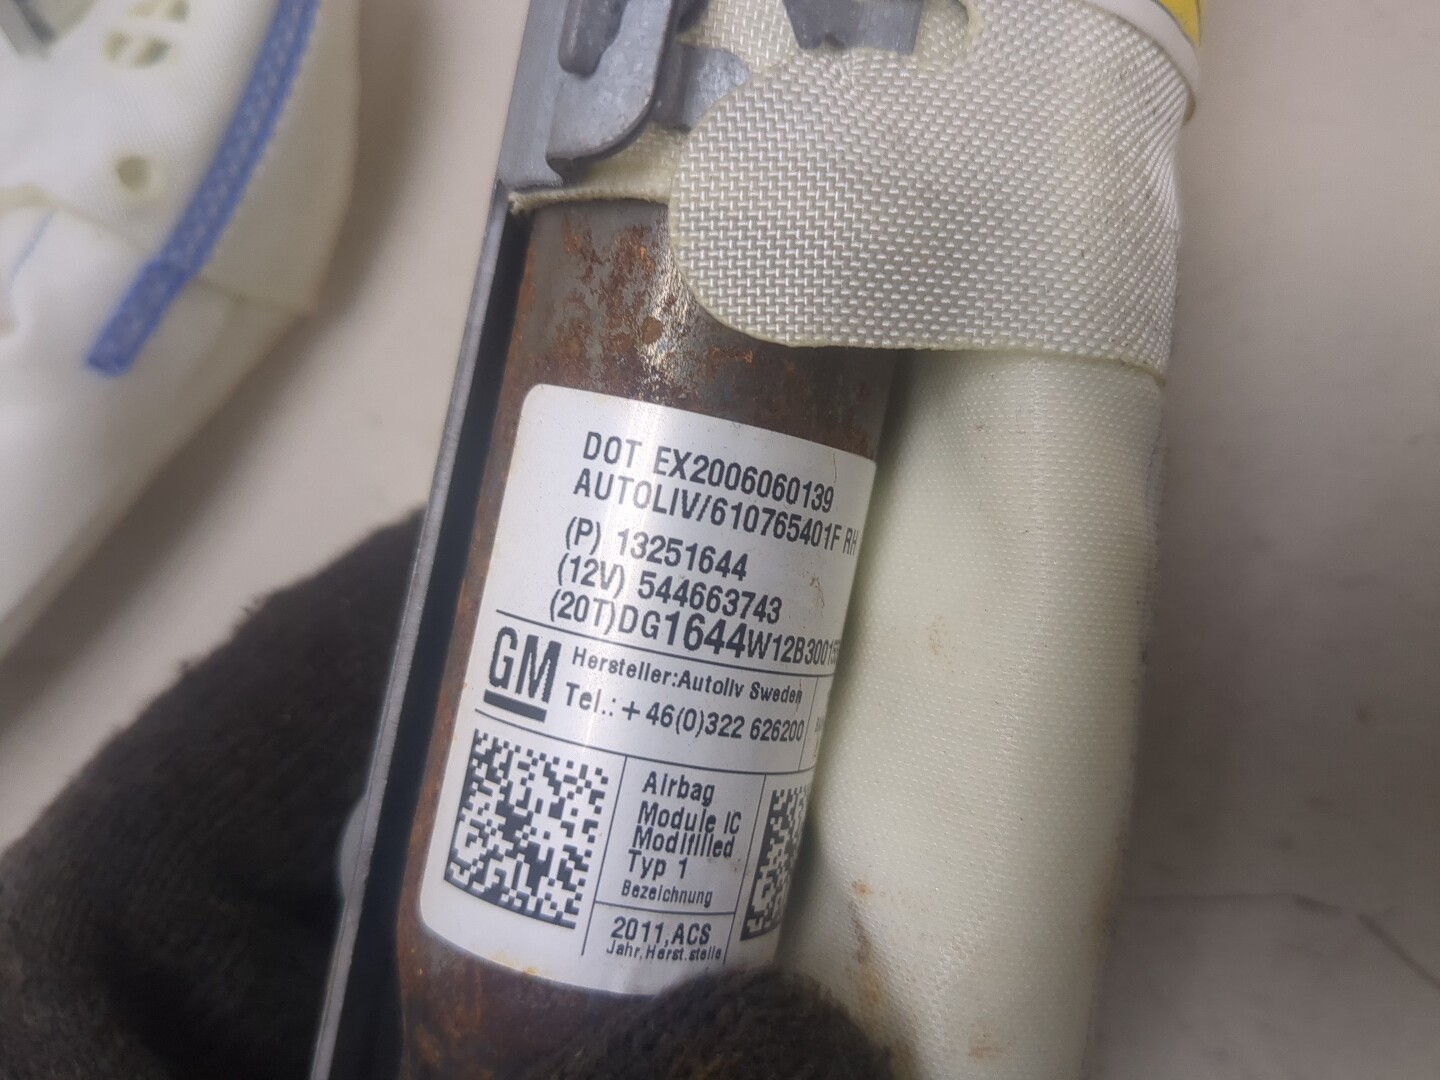 DOT EX2006060139
AUTOLIV/610765401F RH
(P) 13251644
(12V) 544663743
(20T)DG1644W12B3001
GM
Hersteller:Autoliv Sweden
Tel.: + 46(0)322 626200
Airbag
Module IC
Modifilled
Typ 1
Bezeichnung
2011,ACS
Jahr,Herst.stelle